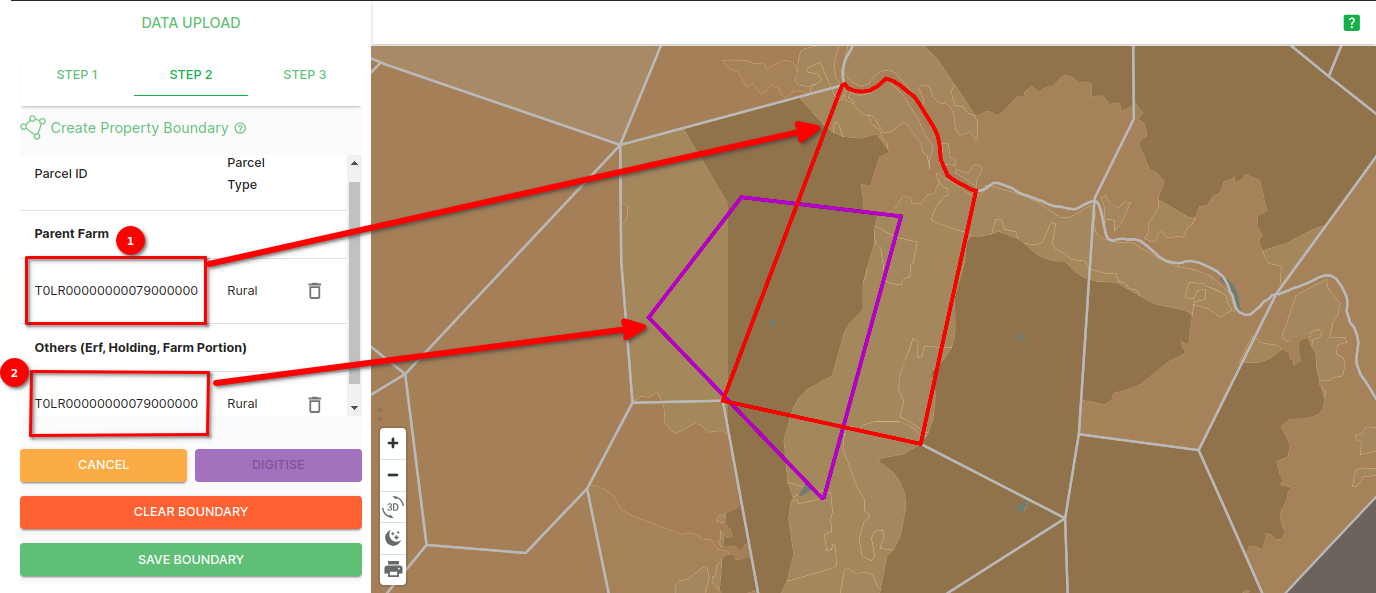 DATA UPLOAD
?
STEP 1
STEP 2
STEP 3
Create Property Boundary ?
Parcel ID
Parcel
Type
Parent Farm
1
T0LR00000000079000000
Rural
Others (Erf, Holding, Farm Portion)
2
T0LR00000000079000000
Rural
+
-
3D
CANCEL
DIGITISE
CLEAR BOUNDARY
SAVE BOUNDARY